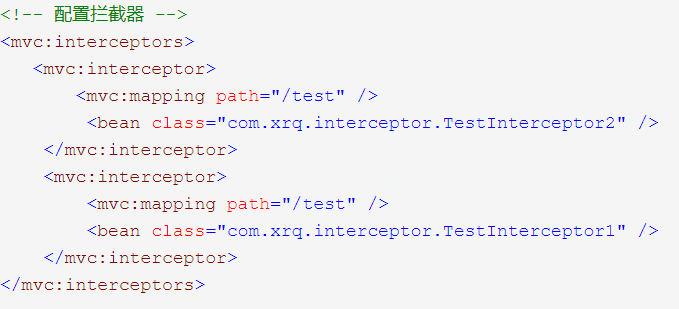 <!-- 配置拦截器 -->
<mvc:interceptors>
<mvc:interceptor>
<mvc:mapping path="/test" />
<bean class="com.xrq.interceptor.TestInterceptor2" />
</mvc:interceptor>
<mvc:interceptor>
<mvc:mapping path="/test" />
<bean class="com.xrq.interceptor.TestInterceptor1" />
</mvc:interceptor>
</mvc:interceptors>